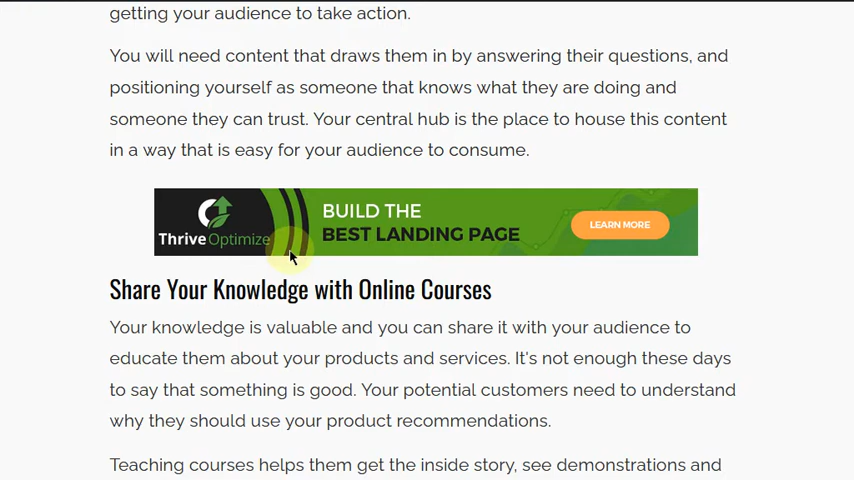 getting your audience to take action.
You will need content that draws them in by answering their questions, and
positioning yourself as someone that knows what they are doing and
someone they can trust. Your central hub is the place to house this content
in a way that is easy for your audience to consume.
BUILD THE
BEST LANDING PAGE
Thrive Optimize
LEARN MORE
Share Your Knowledge with Online Courses
Your knowledge is valuable and you can share it with your audience to
educate them about your products and services. It's not enough these days
to say that something is good. Your potential customers need to understand
why they should use your product recommendations.
Teaching courses helps them get the inside story, see demonstrations and